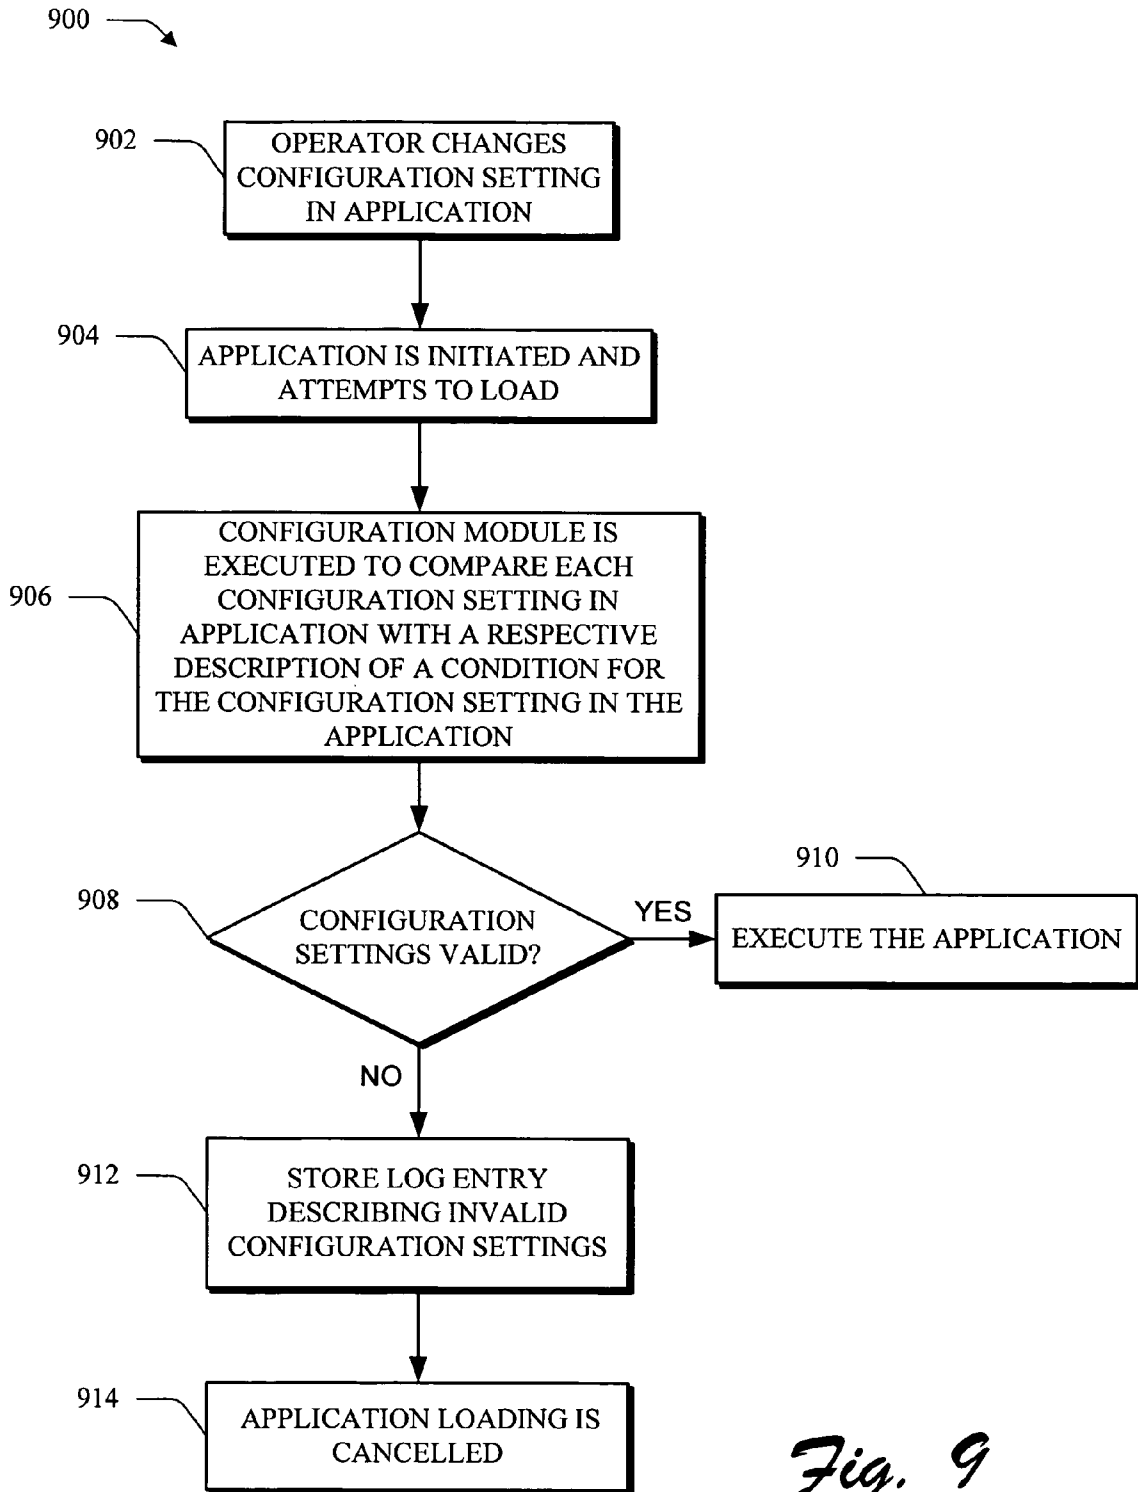 900
902
OPERATOR CHANGES
CONFIGURATION SETTING
IN APPLICATION
904
APPLICATION IS INITIATED AND
ATTEMPTS TO LOAD
906
CONFIGURATION MODULE IS
EXECUTED TO COMPARE EACH
CONFIGURATION SETTING IN
APPLICATION WITH A RESPECTIVE
DESCRIPTION OF A CONDITION FOR
THE CONFIGURATION SETTING IN THE
APPLICATION
908
CONFIGURATION
SETTINGS VALID?
YES
910
EXECUTE THE APPLICATION
NO
912
STORE LOG ENTRY
DESCRIBING INVALID
CONFIGURATION SETTINGS
914
APPLICATION LOADING IS
CANCELLED
Fig. 9